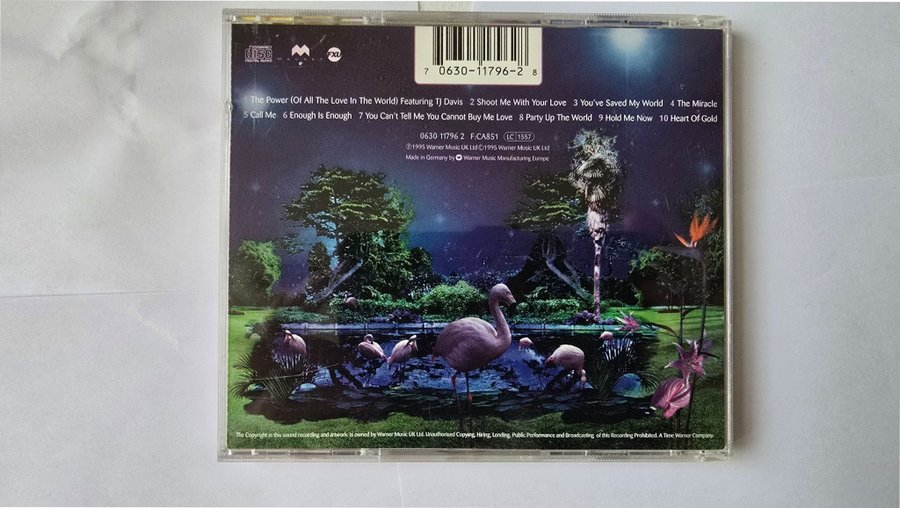 COMPACT
disc
DIGITAL AUDIO
MAGNET
FXU
7 0630-11796-2 8
1 The Power (Of All The Love In The World) Featuring TJ Davis 2 Shoot Me With Your Love 3 You've Saved My World 4 The Miracle
5 Call Me 6 Enough Is Enough 7 You Can't Tell Me You Cannot Buy Me Love 8 Party Up The World 9 Hold Me Now 10 Heart Of Gold
0630 11796 2 F.CA851 LC 1557
℗1995 Warner Music UK Ltd ©1995 Warner Music UK Ltd
Made in Germany by Warner Music Manufacturing Europe
The Copyright in this sound recording and artwork is owned by Warner Music UK Ltd. Unauthorised Copying, Hiring, Lending, Public Performance and Broadcasting of this Recording Prohibited. A Time Warner Company